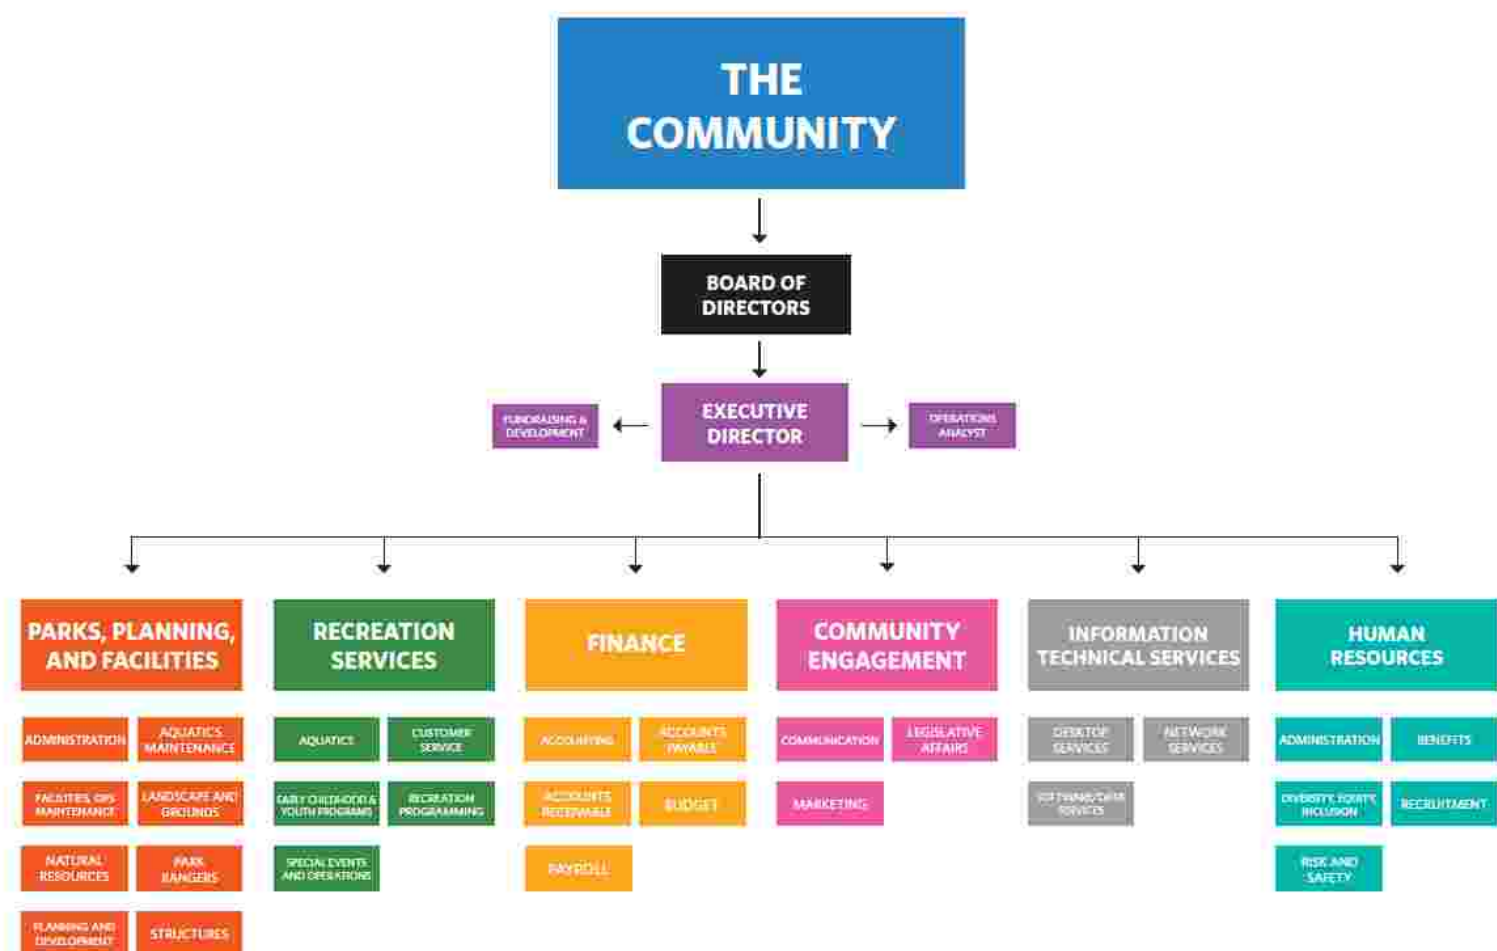 THE
COMMUNITY
BOARD OF
DIRECTORS
FUNDRAISING &
DEVELOPMENT
EXECUTIVE
DIRECTOR
OPERATIONS
ANALYST
PARKS, PLANNING,
AND FACILITIES
ADMINISTRATION
AQUATICS
MAINTENANCE
FACILITIES, OPS
MAINTENANCE
LANDSCAPE AND
GROUNDS
NATURAL
RESOURCES
PARK
RANGERS
PLANNING AND
DEVELOPMENT
STRUCTURES
RECREATION
SERVICES
AQUATICS
CUSTOMER
SERVICE
EARLY CHILDHOOD &
YOUTH PROGRAMS
RECREATION
PROGRAMMING
SPECIAL EVENTS
AND OPERATIONS
FINANCE
ACCOUNTING
ACCOUNTS
PAYABLE
ACCOUNTS
RECEIVABLE
BUDGET
PAYROLL
COMMUNITY
ENGAGEMENT
COMMUNICATION
LEGISLATIVE
AFFAIRS
MARKETING
INFORMATION
TECHNICAL SERVICES
DESKTOP
SERVICES
NETWORK
SERVICES
SOFTWARE/DATA
SERVICES
HUMAN
RESOURCES
ADMINISTRATION
BENEFITS
DIVERSITY, EQUITY,
INCLUSION
RECRUITMENT
RISK AND
SAFETY